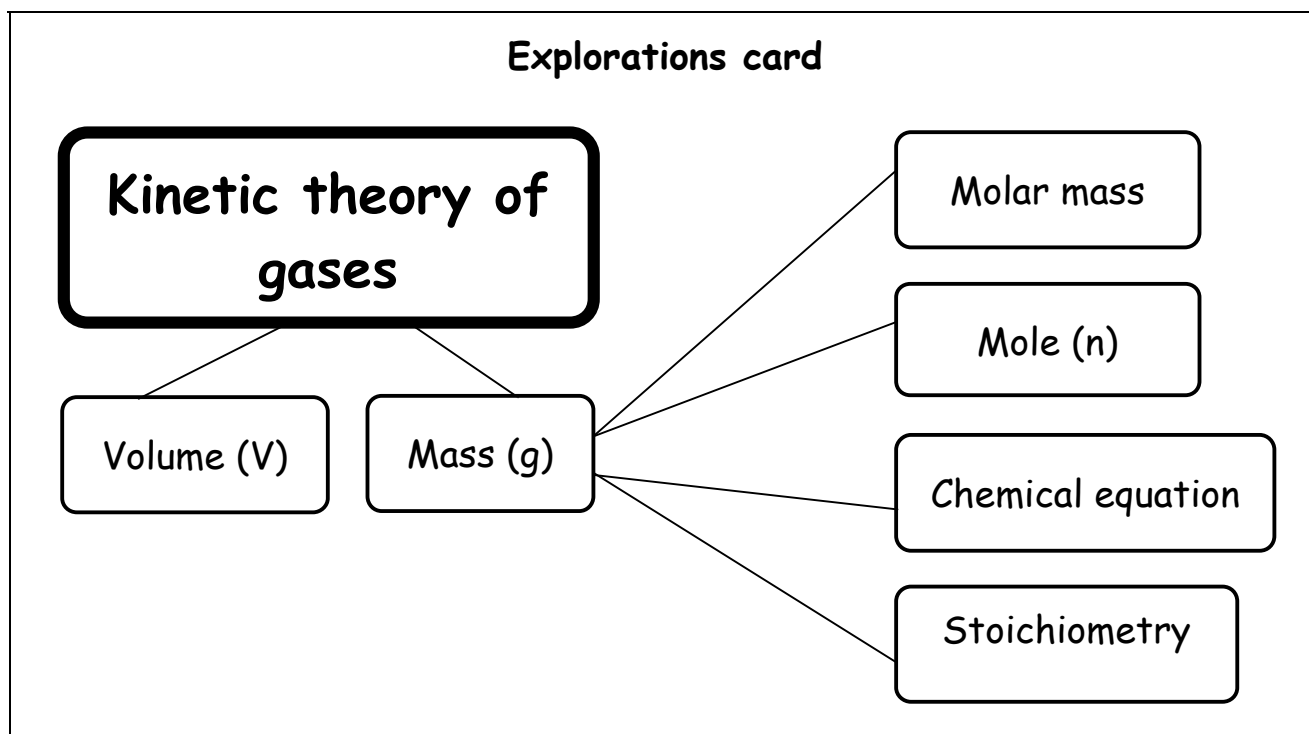 Explorations card
Kinetic theory of
gases
Volume (V)
Mass (g)
Molar mass
Mole (n)
Chemical equation
Stoichiometry